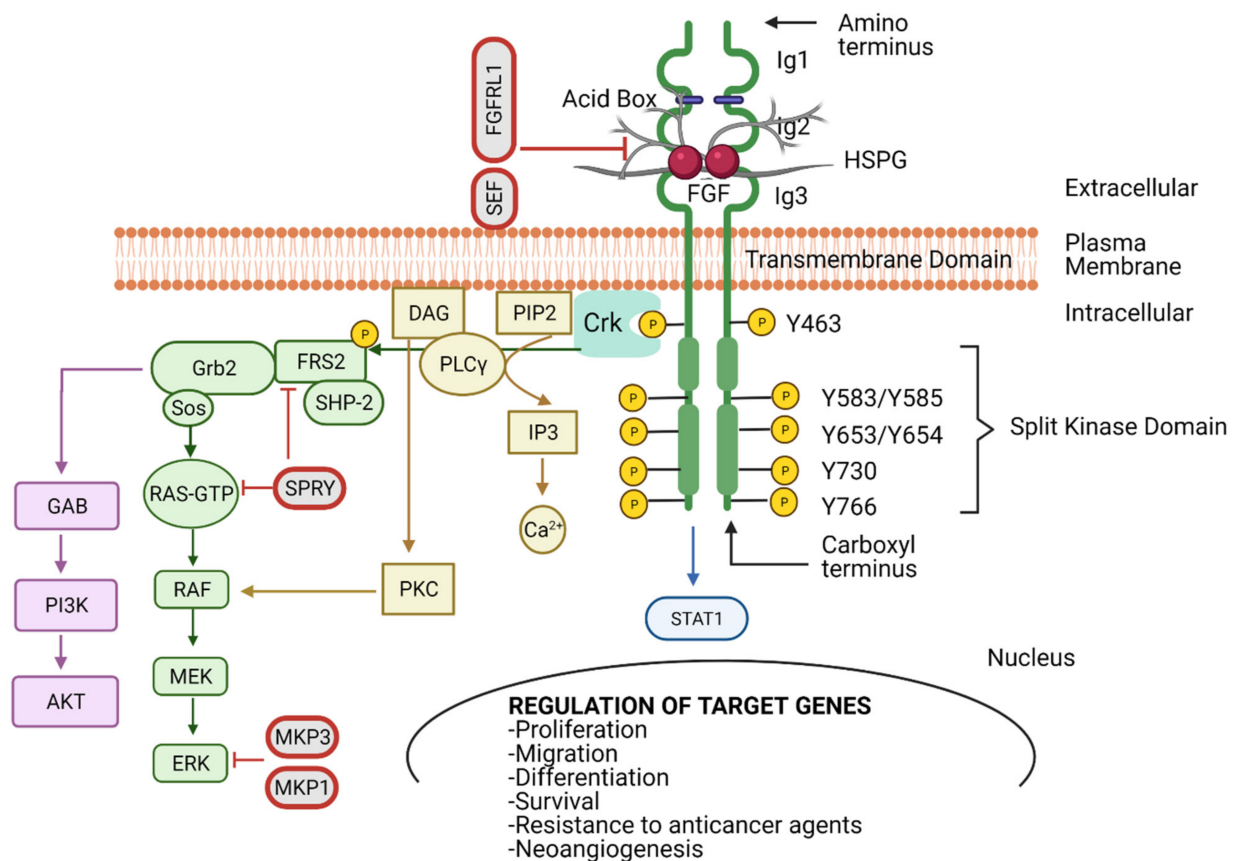 Amino
terminus
Ig1
FGFRL1
Acid Box
Ig2
HSPG
SEF
FGF
Ig3
Extracellular
Plasma
Membrane
Transmembrane Domain
Intracellular
DAG
PIP2
Crk
P
P
Y463
P
Grb2
FRS2
PLCγ
SHP-2
Sos
P
P
Y583/Y585
IP3
P
P
Y653/Y654
Split Kinase Domain
GAB
RAS-GTP
SPRY
P
P
Y730
P
P
Y766
Ca2+
Carboxyl
terminus
PI3K
RAF
PKC
STAT1
Nucleus
AKT
MEK
REGULATION OF TARGET GENES
-Proliferation
-Migration
-Differentiation
-Survival
-Resistance to anticancer agents
-Neoangiogenesis
MKP3
ERK
MKP1